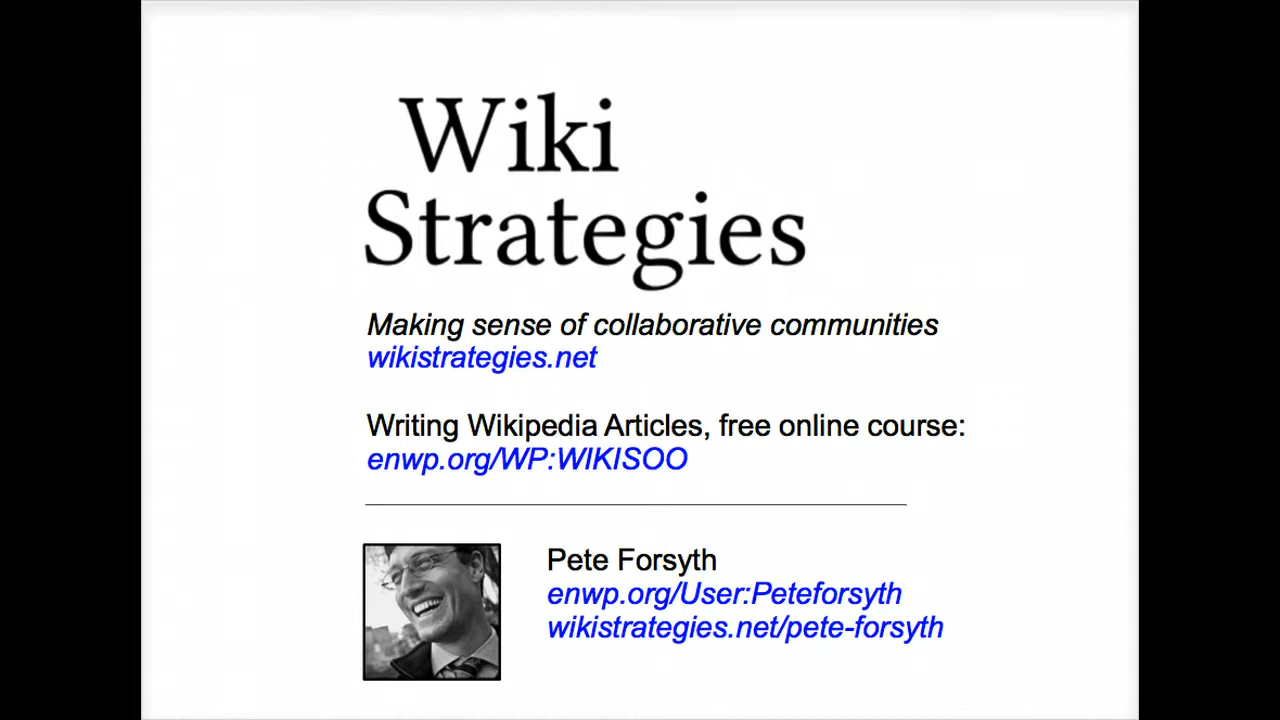 Wiki
Strategies
Making sense of collaborative communities
wikistrategies.net
Writing Wikipedia Articles, free online course:
enwp.org/WP:WIKISOO
Pete Forsyth
enwp.org/User:Peteforsyth
wikistrategies.net/pete-forsyth